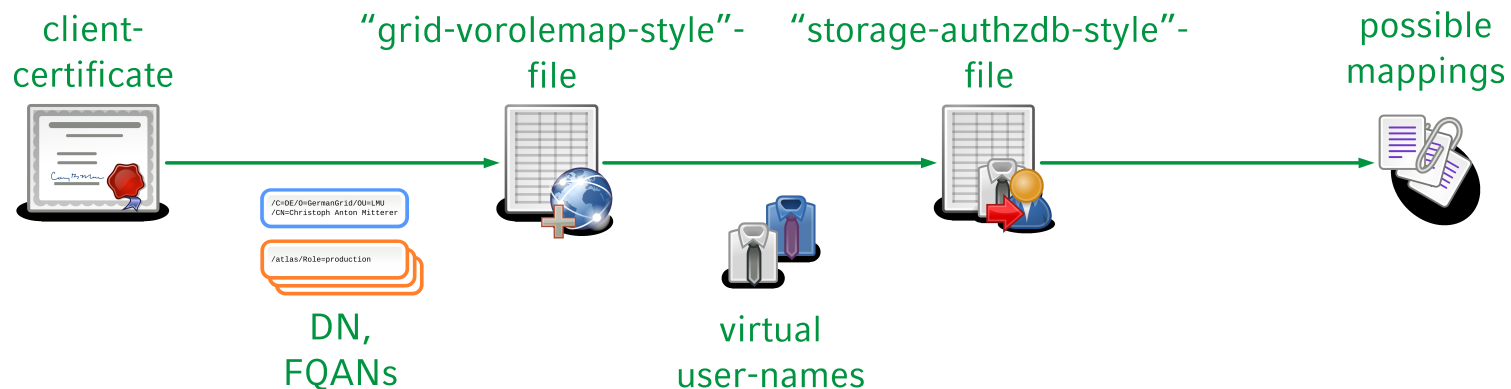 client-
certificate
“grid-vorolemap-style”-
file
“storage-authzdb-style”-
file
possible
mappings
/C=DE/O=GermanGrid/OU=LMU
/CN=Christoph Anton Mitterer
/atlas/Role=production
DN,
FQANs
virtual
user-names